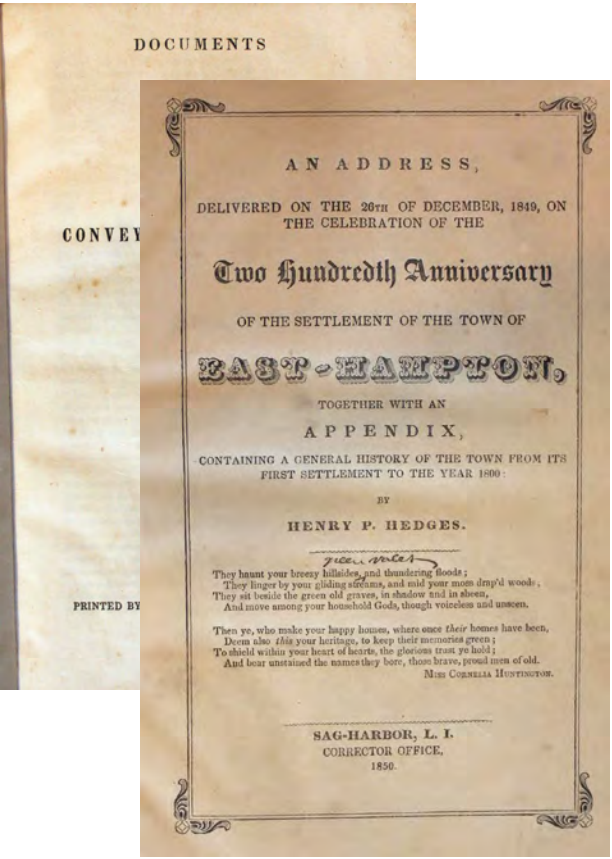 DOCUMENTS
CONVEY
PRINTED BY
AN ADDRESS,
DELIVERED ON THE 26TH OF DECEMBER, 1849, ON
THE CELEBRATION OF THE
Two Hundredth Anniversary
OF THE SETTLEMENT OF THE TOWN OF
EAST-HAMPTON,
TOGETHER WITH AN
APPENDIX,
CONTAINING A GENERAL HISTORY OF THE TOWN FROM ITS
FIRST SETTLEMENT TO THE YEAR 1800:
BY
HENRY P. HEDGES.
They haunt your breezy hillsides, and thundering floods;
They linger by your gliding streams, and mid your moss drap'd woods,
They sit beside the green old graves, in shadow and in sheen,
And move among your household Gods, though voiceless and unseen.
Then ye, who make your happy homes, where once their homes have been,
Deem also this your heritage, to keep their memories green;
To shield within your heart of hearts, the glorious trust ye hold;
And bear unstained the names they bore, those brave, proud men of old.
MISS CORNELIA HUNTINGTON.
SAG-HARBOR, L. I.
CORRECTOR OFFICE,
1850.